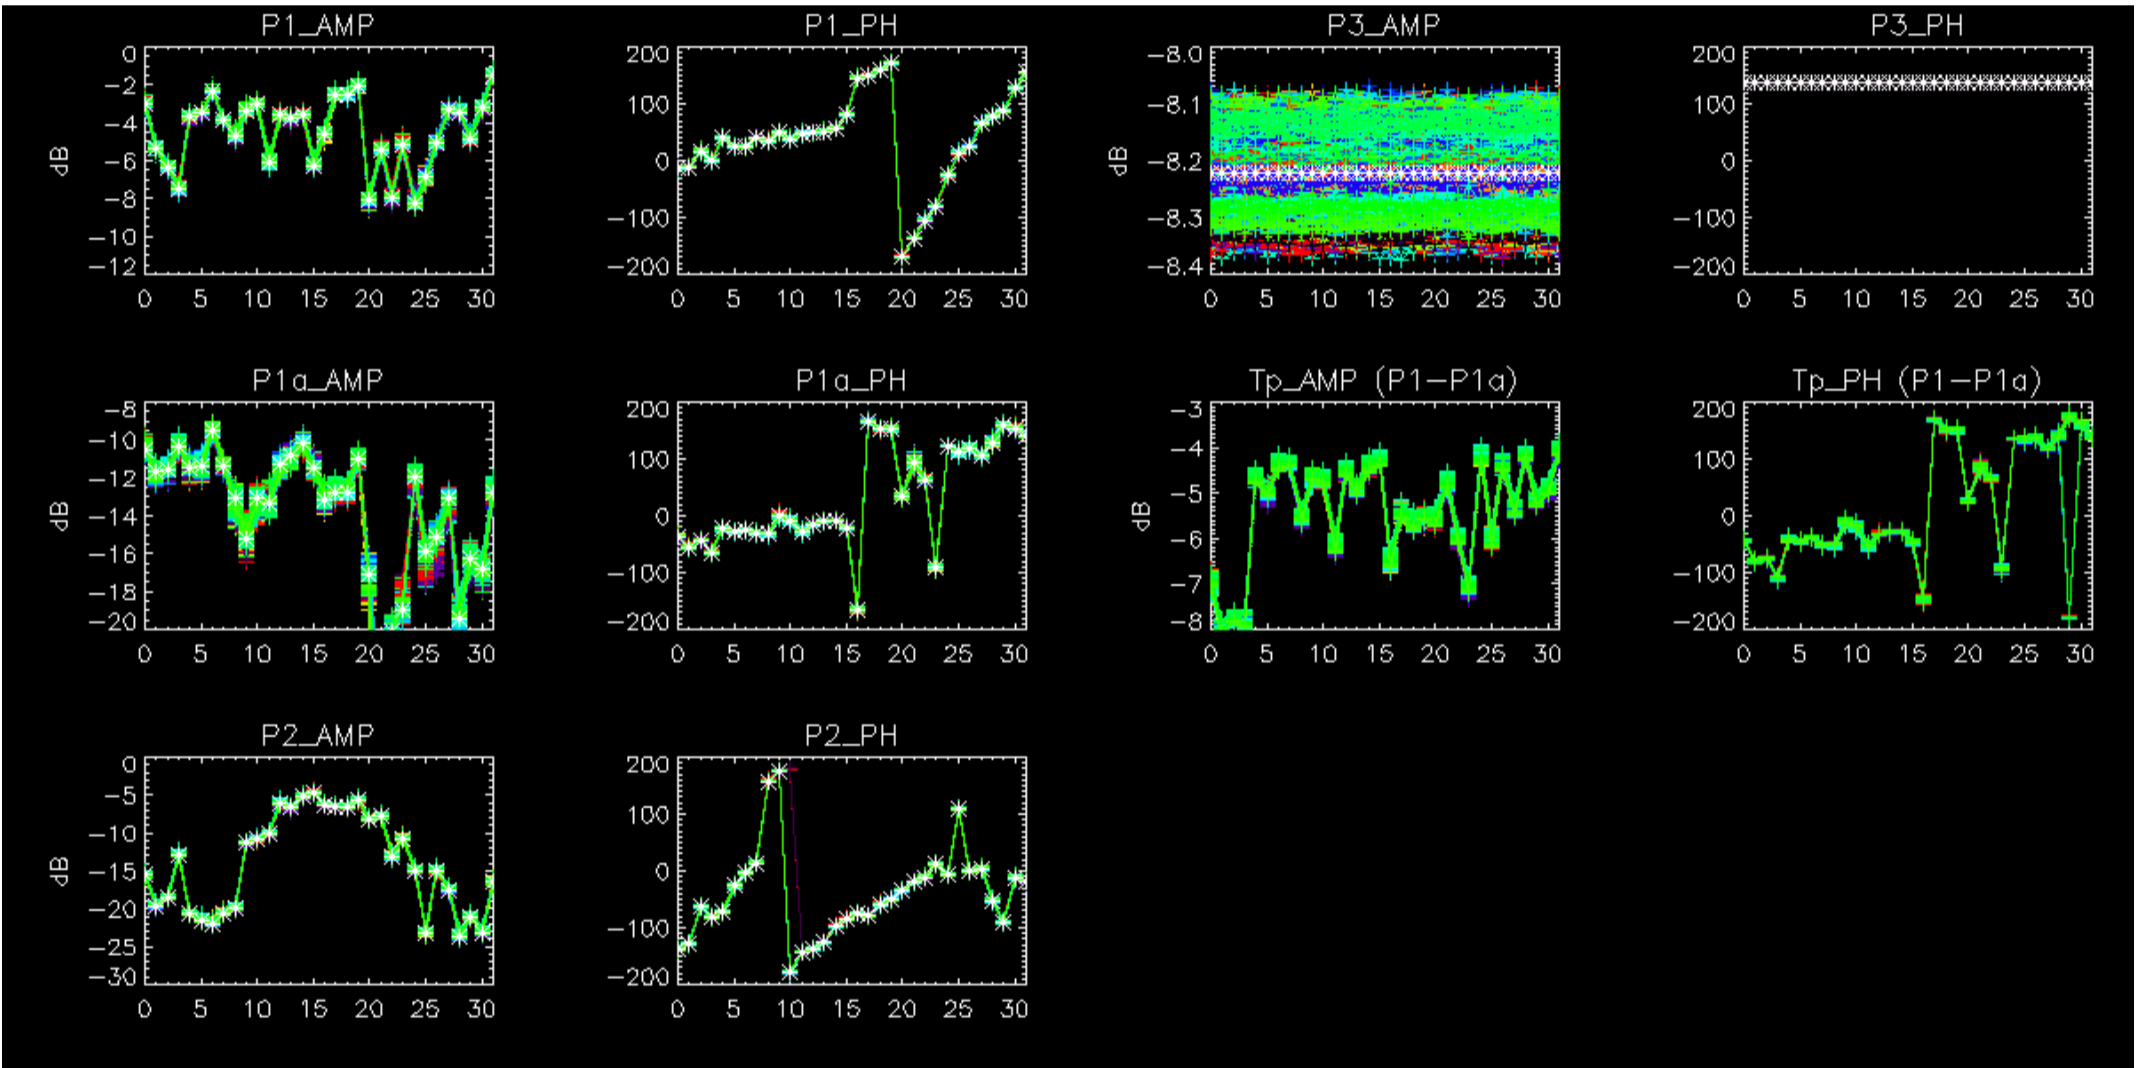 P1_AMP
P1_PH
P3_AMP
P3_PH
0
−2
−4
−6
−8
−10
−12
dB
0 5 10 15 20 25 30
200
100
0
−100
−200
0 5 10 15 20 25 30
−8.0
−8.1
−8.2
−8.3
−8.4
dB
0 5 10 15 20 25 30
200
100
0
−100
−200
0 5 10 15 20 25 30
P1a_AMP
P1a_PH
Tp_AMP (P1−P1a)
Tp_PH (P1−P1a)
−8
−10
−12
−14
−16
−18
−20
dB
0 5 10 15 20 25 30
200
100
0
−100
−200
0 5 10 15 20 25 30
−3
−4
−5
−6
−7
−8
dB
0 5 10 15 20 25 30
200
100
0
−100
−200
0 5 10 15 20 25 30
P2_AMP
P2_PH
0
−5
−10
−15
−20
−25
−30
dB
0 5 10 15 20 25 30
200
100
0
−100
−200
0 5 10 15 20 25 30